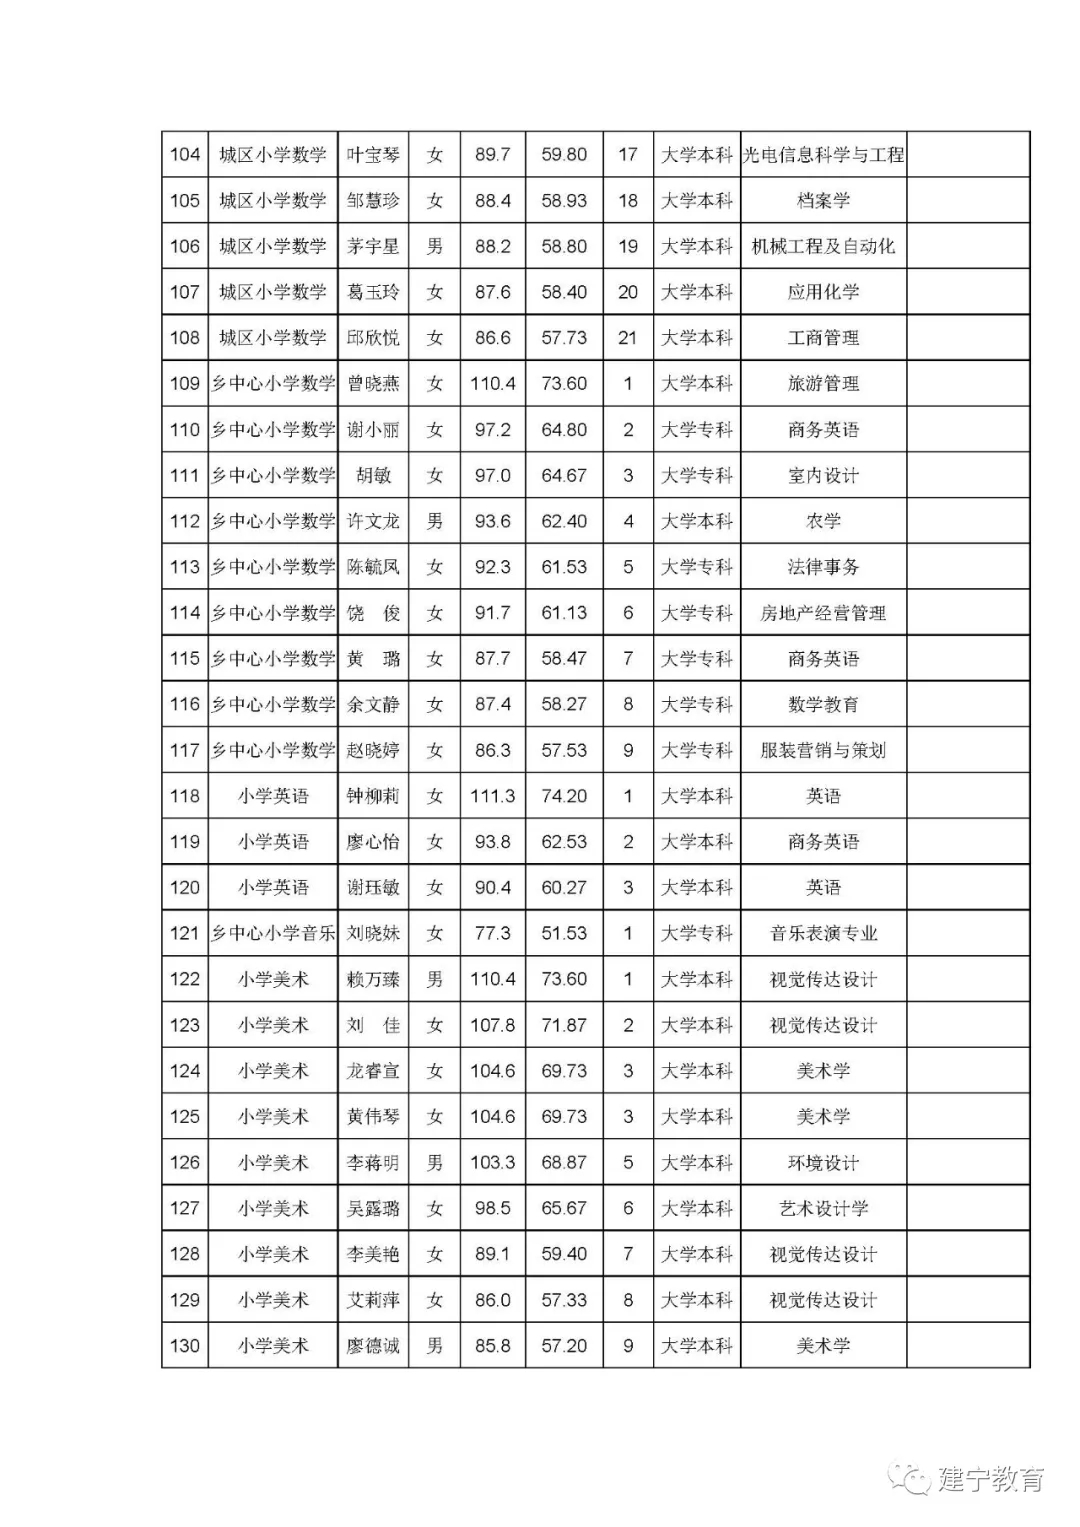 104 城区小学数学 叶宝琴 女 89.7 59.80 17 大学本科 光电信息科学与工程
105 城区小学数学 邹慧珍 女 88.4 58.93 18 大学本科 档案学
106 城区小学数学 茅宇星 男 88.2 58.80 19 大学本科 机械工程及自动化
107 城区小学数学 葛玉玲 女 87.6 58.40 20 大学本科 应用化学
108 城区小学数学 邱欣悦 女 86.6 57.73 21 大学本科 工商管理
109 乡中心小学数学 曾晓燕 女 110.4 73.60 1 大学本科 旅游管理
110 乡中心小学数学 谢小丽 女 97.2 64.80 2 大学专科 商务英语
111 乡中心小学数学 胡敏 女 97.0 64.67 3 大学专科 室内设计
112 乡中心小学数学 许文龙 男 93.6 62.40 4 大学本科 农学
113 乡中心小学数学 陈毓凤 女 92.3 61.53 5 大学专科 法律事务
114 乡中心小学数学 饶　俊 女 91.7 61.13 6 大学专科 房地产经营管理
115 乡中心小学数学 黄　璐 女 87.7 58.47 7 大学专科 商务英语
116 乡中心小学数学 余文静 女 87.4 58.27 8 大学专科 数学教育
117 乡中心小学数学 赵晓婷 女 86.3 57.53 9 大学专科 服装营销与策划
118 小学英语 钟柳莉 女 111.3 74.20 1 大学本科 英语
119 小学英语 廖心怡 女 93.8 62.53 2 大学本科 商务英语
120 小学英语 谢珏敏 女 90.4 60.27 3 大学本科 英语
121 乡中心小学音乐 刘晓妹 女 77.3 51.53 1 大学专科 音乐表演专业
122 小学美术 赖万臻 男 110.4 73.60 1 大学本科 视觉传达设计
123 小学美术 刘　佳 女 107.8 71.87 2 大学本科 视觉传达设计
124 小学美术 龙睿宣 女 104.6 69.73 3 大学本科 美术学
125 小学美术 黄伟琴 女 104.6 69.73 3 大学本科 美术学
126 小学美术 李蒋明 男 103.3 68.87 5 大学本科 环境设计
127 小学美术 吴露璐 女 98.5 65.67 6 大学本科 艺术设计学
128 小学美术 李美艳 女 89.1 59.40 7 大学本科 视觉传达设计
129 小学美术 艾莉萍 女 86.0 57.33 8 大学本科 视觉传达设计
130 小学美术 廖德诚 男 85.8 57.20 9 大学本科 美术学
建宁教育